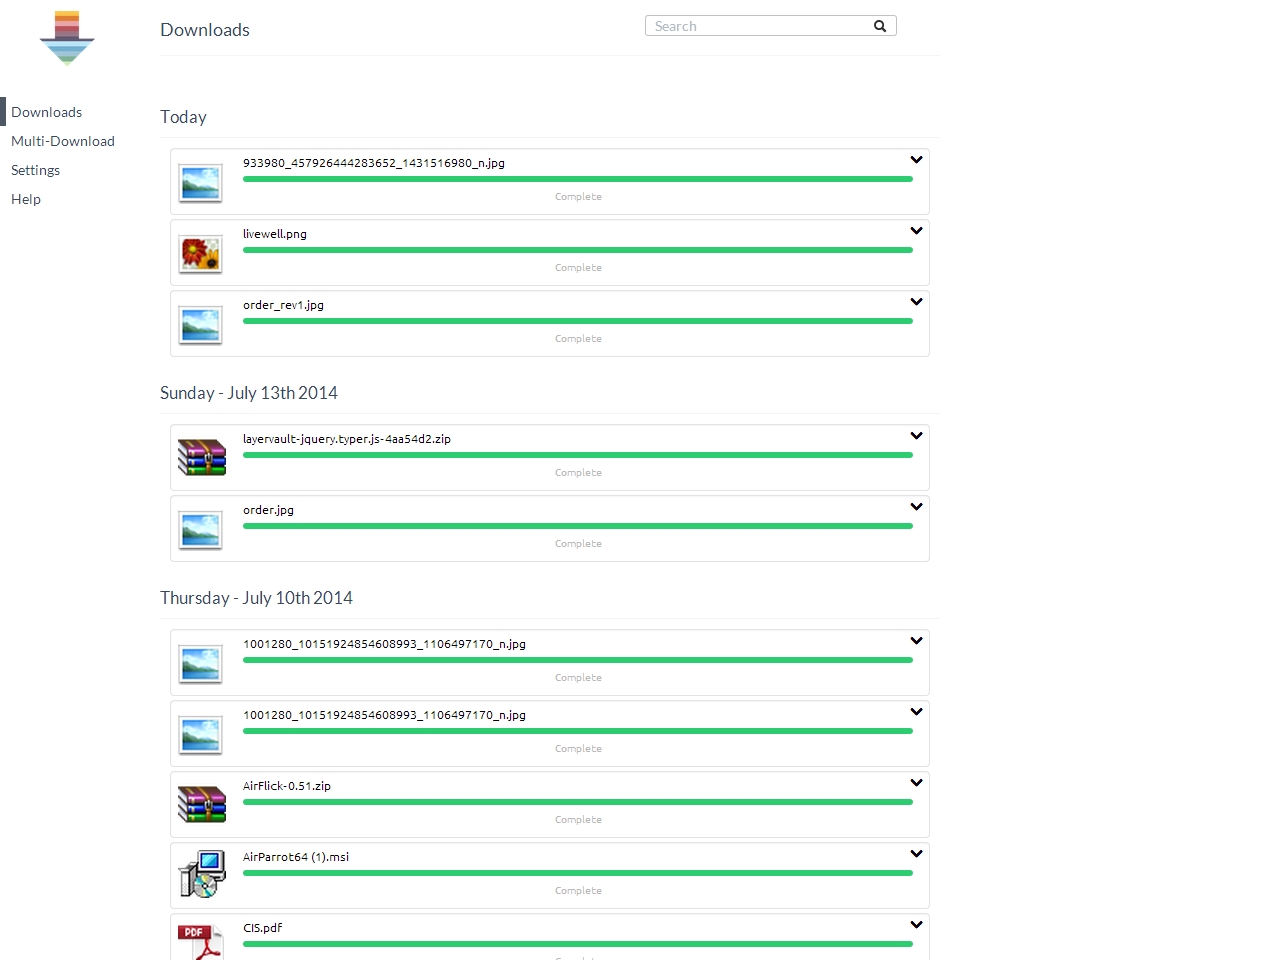 Downloads
Search
Downloads
Multi-Download
Settings
Help
Today
933980_457926444283652_1431516980_n.jpg
Complete
livewell.png
Complete
order_rev1.jpg
Complete
Sunday - July 13th 2014
layervault-jquery.typer.js-4aa54d2.zip
Complete
order.jpg
Complete
Thursday - July 10th 2014
1001280_10151924854608993_1106497170_n.jpg
Complete
1001280_10151924854608993_1106497170_n.jpg
Complete
AirFlick-0.51.zip
Complete
AirParrot64 (1).msi
Complete
PDF
CIS.pdf